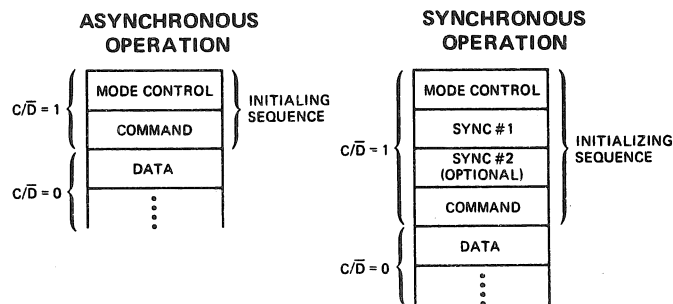 ASYNCHRONOUS
OPERATION
MODE CONTROL
COMMAND
DATA
C/D̅ = 1
C/D̅ = 0
INITIALING
SEQUENCE
SYNCHRONOUS
OPERATION
MODE CONTROL
SYNC #1
SYNC #2
(OPTIONAL)
COMMAND
DATA
C/D̅ = 1
C/D̅ = 0
INITIALIZING
SEQUENCE